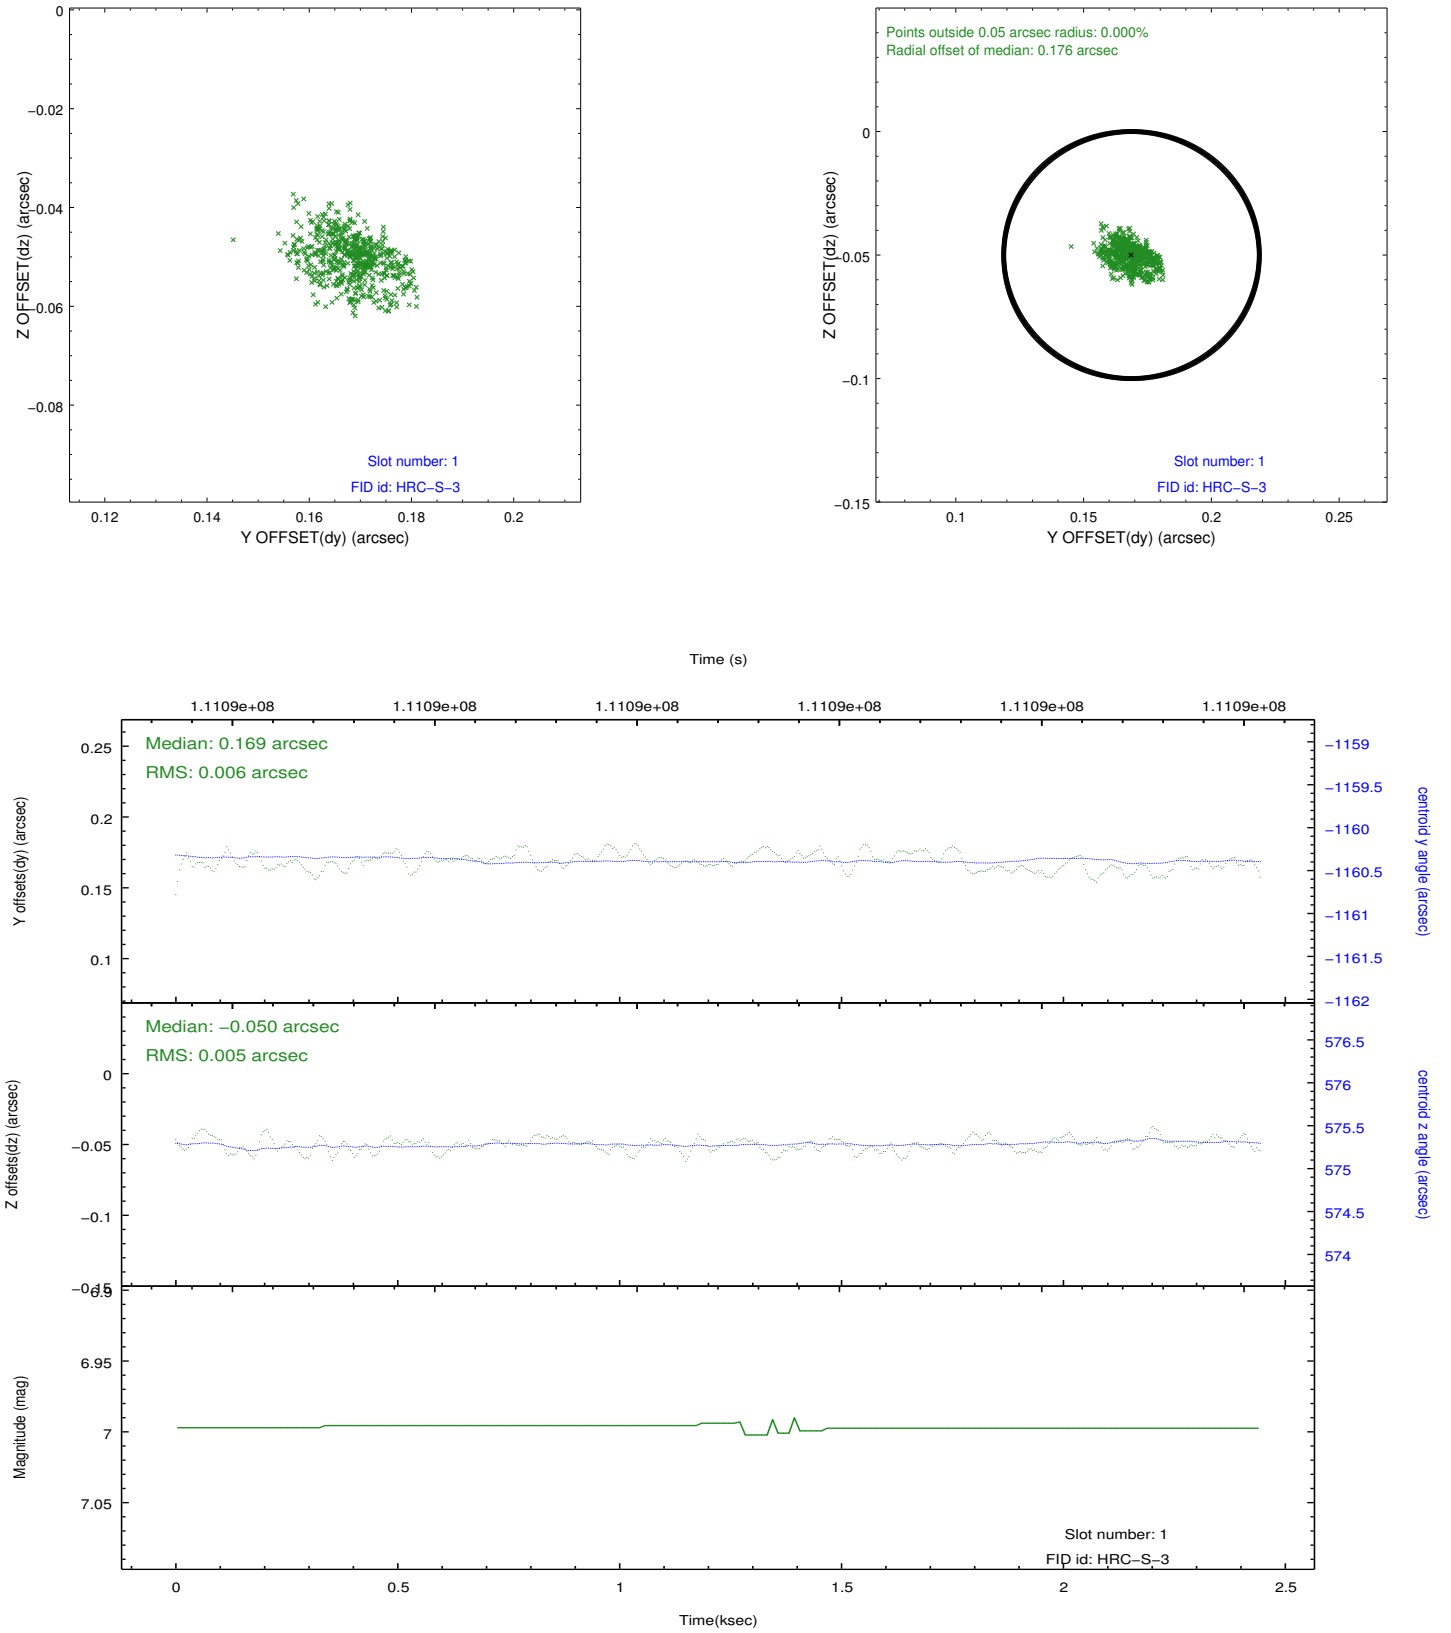 0
−0.02
−0.04
−0.06
−0.08
Z OFFSET(dz) (arcsec)
Slot number: 1
FID id: HRC−S−3
0.12 0.14 0.16 0.18 0.2
Y OFFSET(dy) (arcsec)
Points outside 0.05 arcsec radius: 0.000%
Radial offset of median: 0.176 arcsec
0
−0.05
−0.1
−0.15
Z OFFSET(dz) (arcsec)
Slot number: 1
FID id: HRC−S−3
0.1 0.15 0.2 0.25
Y OFFSET(dy) (arcsec)
Time (s)
1.1109e+08 1.1109e+08 1.1109e+08 1.1109e+08 1.1109e+08 1.1109e+08
Median: 0.169 arcsec
RMS: 0.006 arcsec
0.25
0.2
0.15
0.1
Y offsets(dy) (arcsec)
−1159
−1159.5
−1160
−1160.5
−1161
−1161.5
−1162
centroid y angle (arcsec)
Median: −0.050 arcsec
RMS: 0.005 arcsec
0
−0.05
−0.1
−0.15
Z offsets(dz) (arcsec)
576.5
576
575.5
575
574.5
574
centroid z angle (arcsec)
6.9
6.95
7
7.05
Magnitude (mag)
Slot number: 1
FID id: HRC−S−3
0 0.5 1 1.5 2 2.5
Time(ksec)